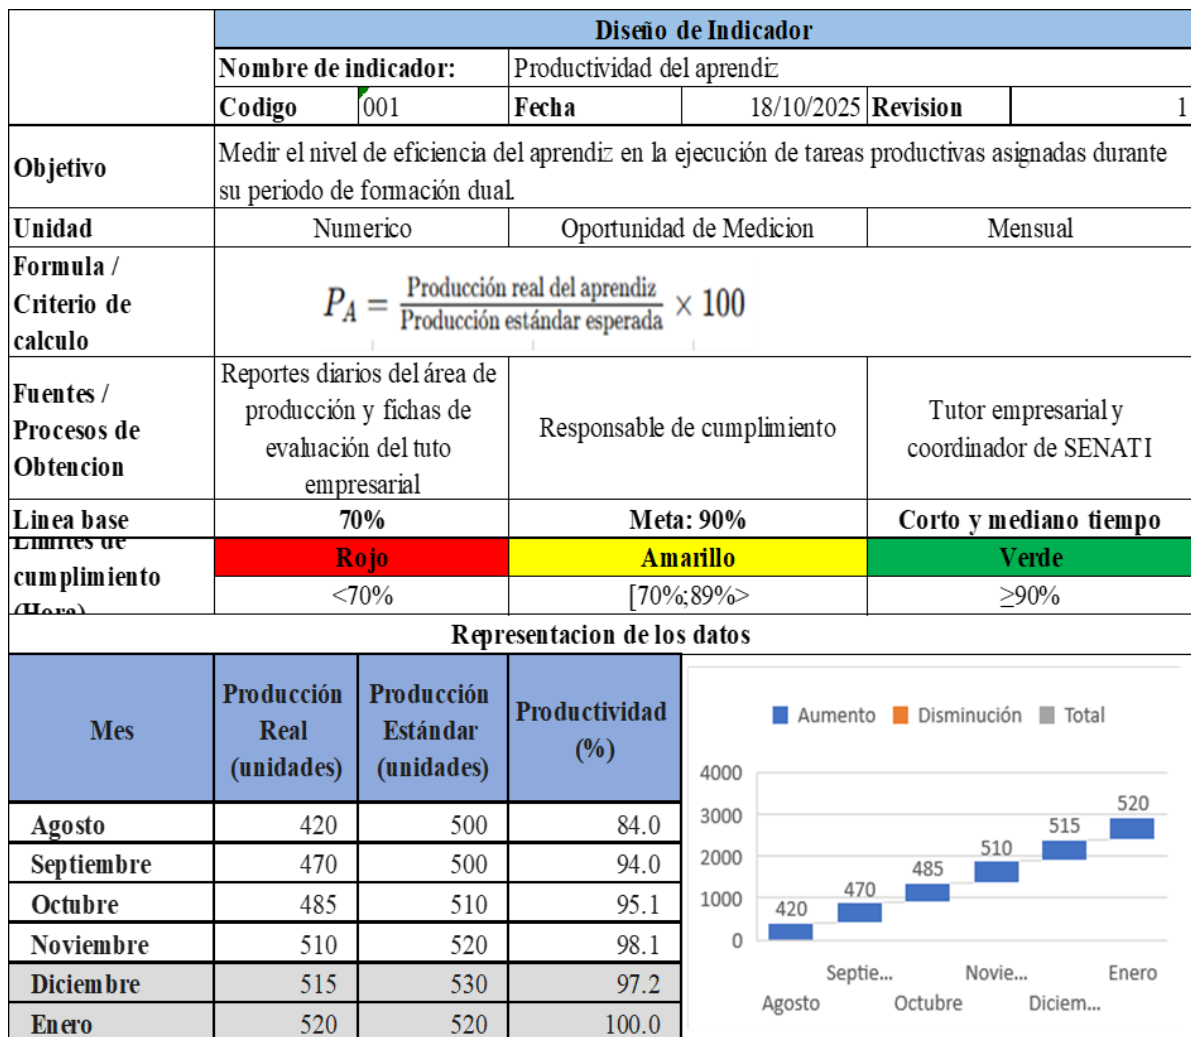 Diseño de Indicador
Nombre de indicador: Productividad del aprendiz
Codigo 001 Fecha 18/10/2025 Revision 1
Objetivo
Medir el nivel de eficiencia del aprendiz en la ejecución de tareas productivas asignadas durante
su periodo de formación dual.
Unidad Numerico Oportunidad de Medicion Mensual
Formula /
Criterio de
calculo
P_A = Producción real del aprendiz / Producción estándar esperada × 100
Fuentes /
Procesos de
Obtencion
Reportes diarios del área de
producción y fichas de
evaluación del tuto
empresarial
Responsable de cumplimiento
Tutor empresarial y
coordinador de SENATI
Linea base 70% Meta: 90% Corto y mediano tiempo
Limites de
cumplimiento
(Hora)
Rojo Amarillo Verde
<70% [70%;89%> ≥90%
Representacion de los datos
Mes
Producción
Real
(unidades)
Producción
Estándar
(unidades)
Productividad
(%)
Agosto 420 500 84.0
Septiembre 470 500 94.0
Octubre 485 510 95.1
Noviembre 510 520 98.1
Diciembre 515 530 97.2
Enero 520 520 100.0
Aumento Disminución Total
4000
3000
2000
1000
0
420
470
485
510
515
520
Septie... Novie... Enero
Agosto Octubre Diciem...